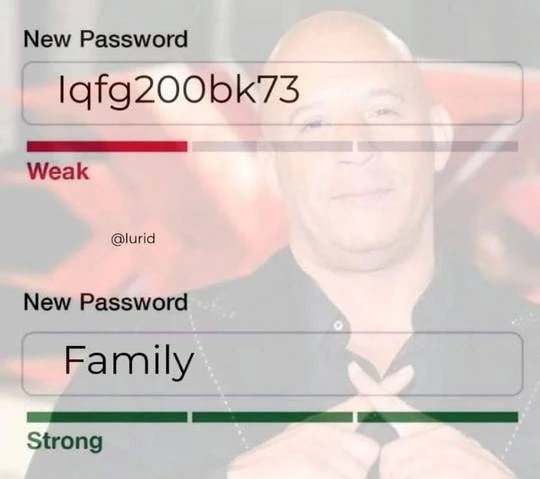 New Password
Iqfg200bk73
Weak
@lurid
New Password
Family
Strong